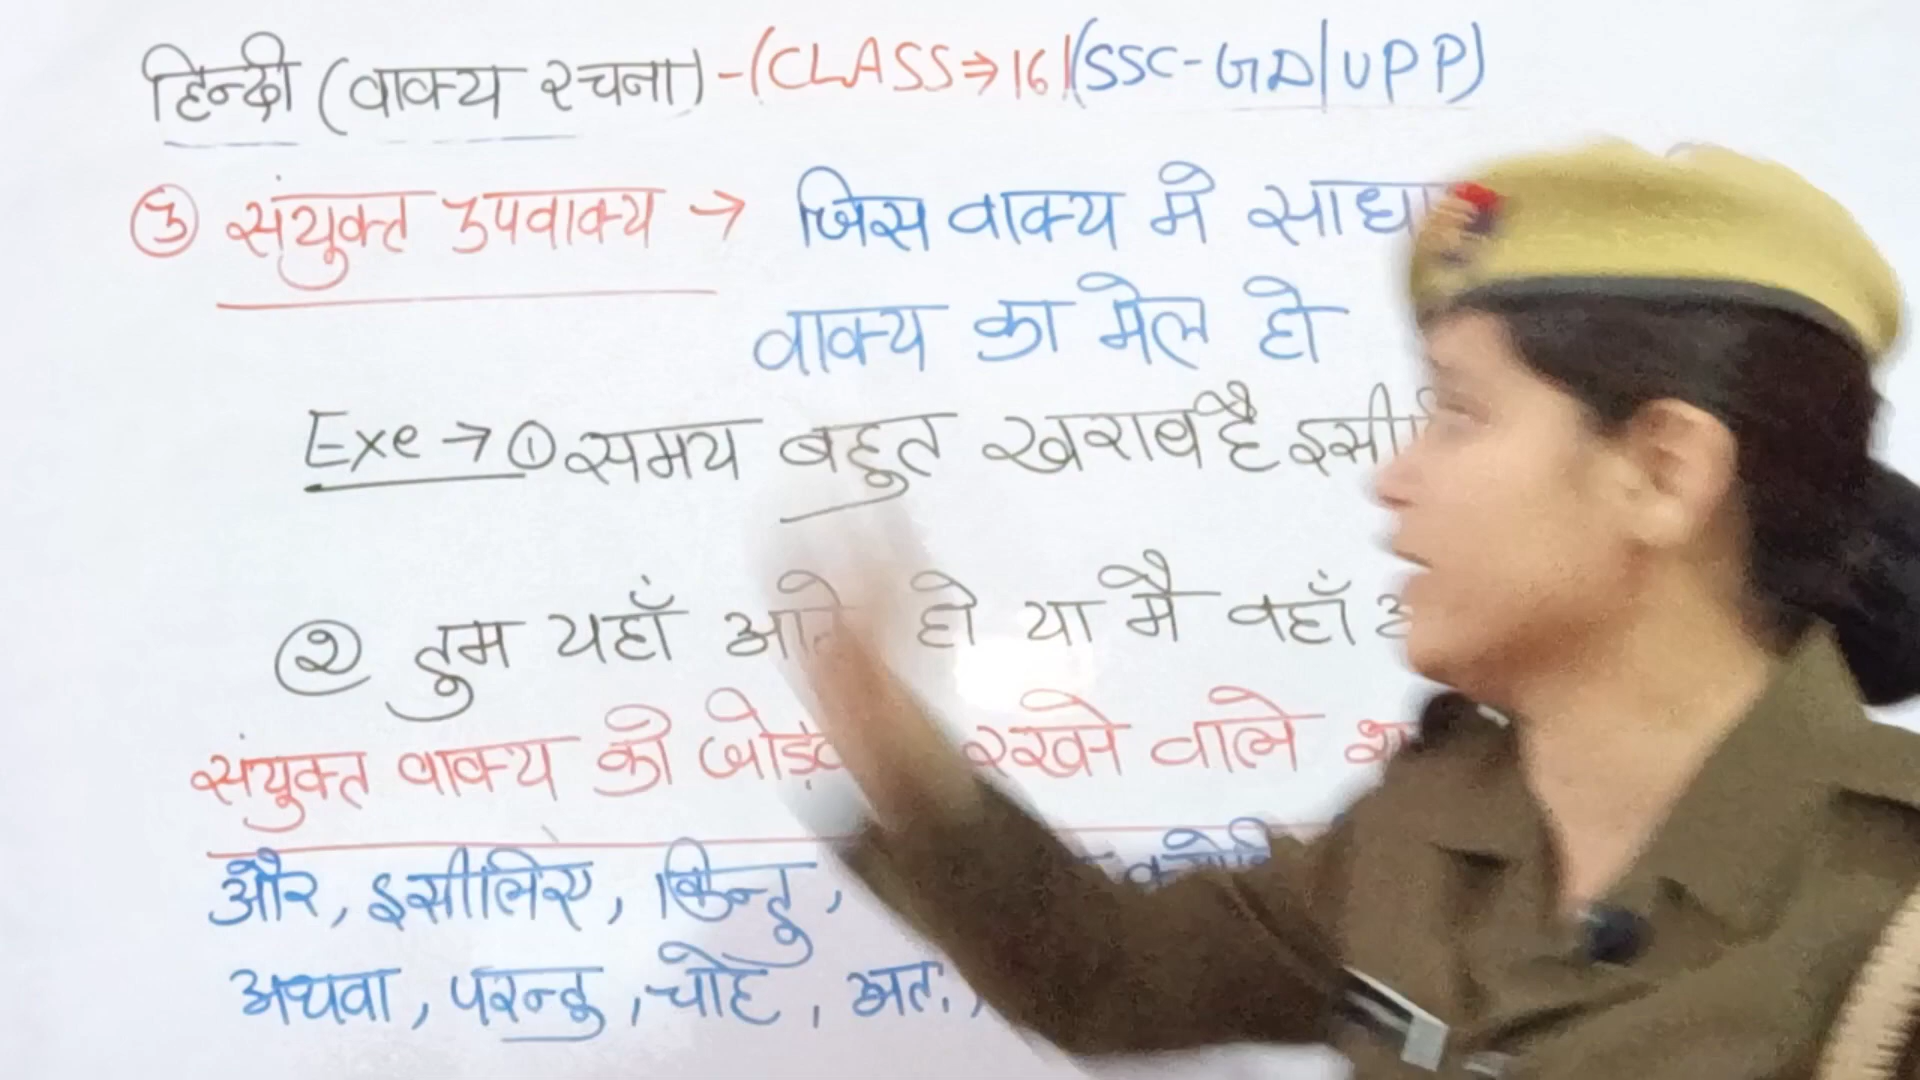 हिन्दी (वाक्य रचना) - (CLASS⇒16)(SSC-GD|UPP)
③ संयुक्त उपवाक्य → जिस वाक्य मे
वाक्य का मेल हो
Exe → ① समय बहुत खराब है
② तुम यहाँ आते हो या मै वहाँ
संयुक्त वाक्य को रखने वाले
और, इसीलिए, किन्तु,
अथवा, परन्तु, चाहे, अत.,